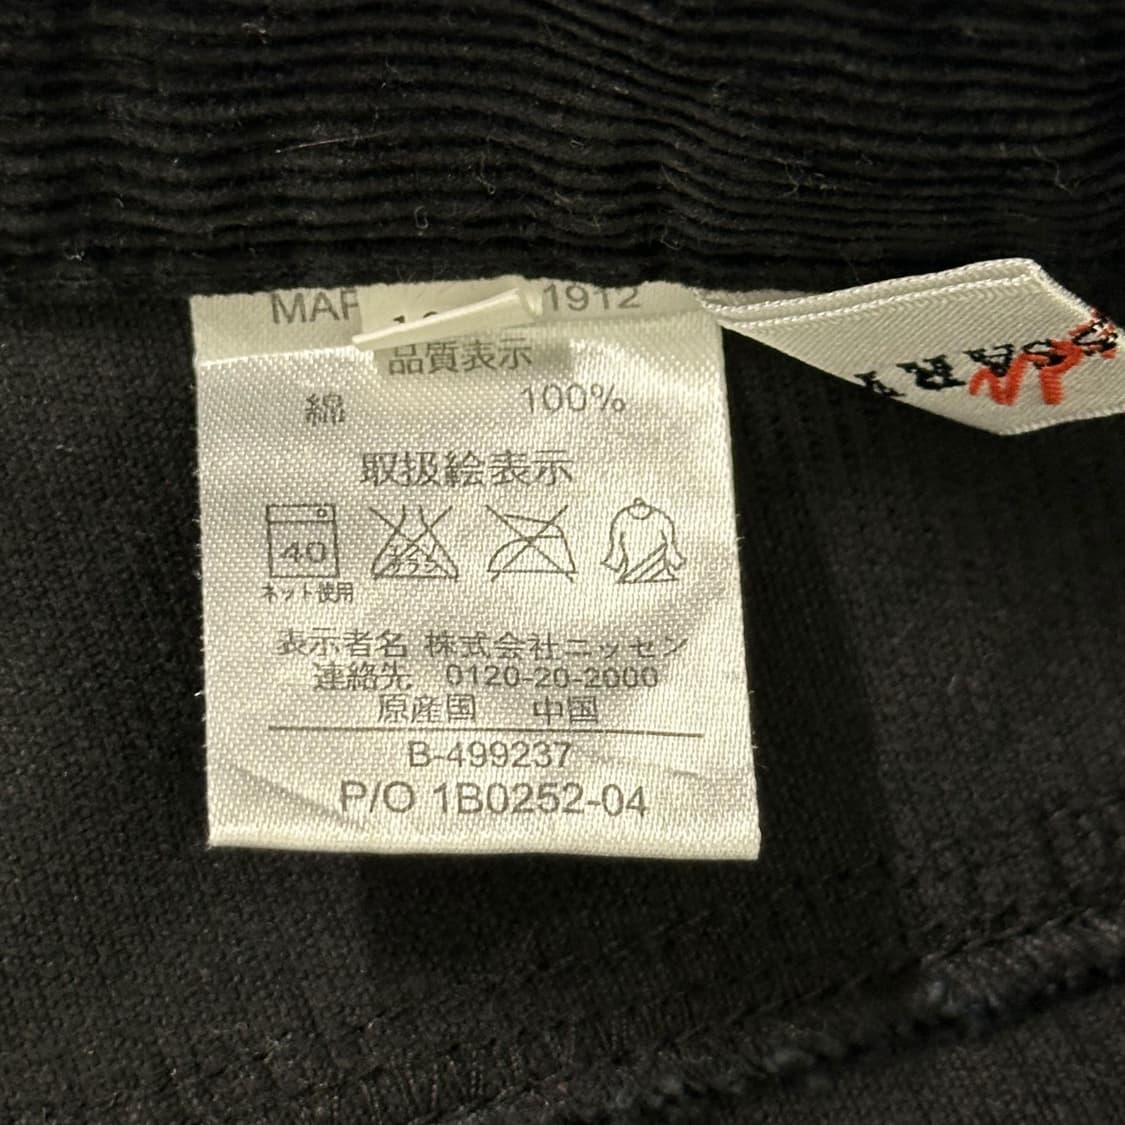 1912
品質表示
綿 100%
取扱絵表示
40
ネット使用
表示者名 株式会社ニッセン
連絡先 0120-20-2000
原産国 中国
B-499237
P/O 1B0252-04